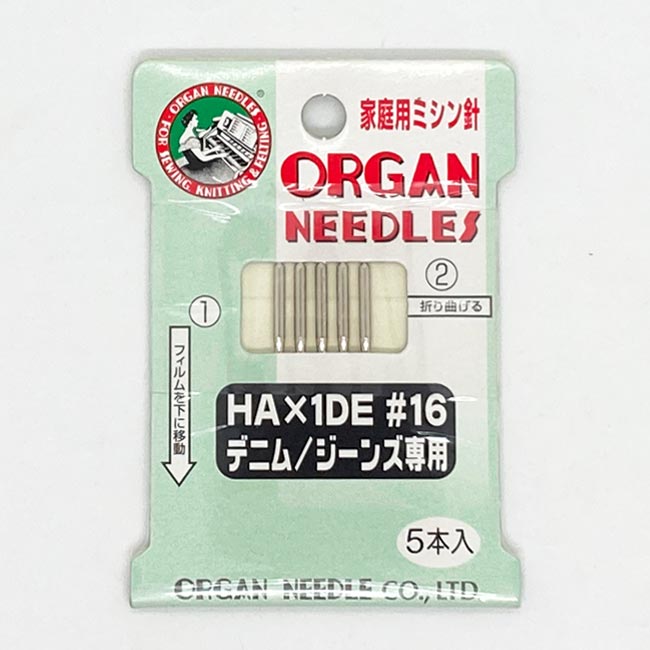 ORGAN NEEDLES®
FOR SEWING, KNITTING & FELTING
家庭用ミシン針
ORGAN
NEEDLES
①
②
折り曲げる
フィルムを下に移動
HA×1DE #16
デニム/ジーンズ専用
5本入
ORGAN NEEDLE CO., LTD.